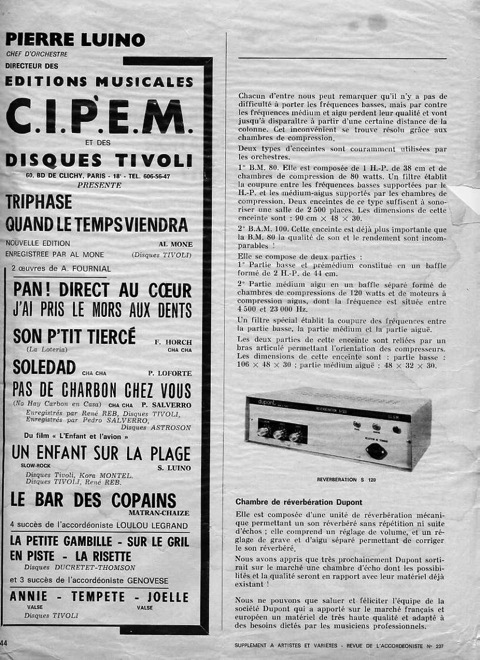 PIERRE LUINO
CHEF D'ORCHESTRE
DIRECTEUR DES
EDITIONS MUSICALES
C.I.P.E.M.
ET DES
DISQUES TIVOLI
60, BD DE CLICHY, PARIS - 18e - TEL. 606-56-47
PRESENTE
TRIPHASE
QUAND LE TEMPS VIENDRA
NOUVELLE EDITION AL MONE
ENREGISTREE PAR AL MONE (Disques TIVOLI)
2 œuvres de A. FOURNIAL
PAN! DIRECT AU CŒUR
J'AI PRIS LE MORS AUX DENTS
SON P'TIT TIERCÉ F. HORCH
(La Loteria) CHA CHA
SOLEDAD CHA CHA P. LOFORTE
PAS DE CHARBON CHEZ VOUS
(No Hay Carbon en Casa) CHA CHA P. SALVERRO
Enregistrés par René REB, Disques TIVOLI,
Enregistrés par Pedro SALVERRO,
Disques ASTROSON
Du film « L'Enfant et l'avion »
UN ENFANT SUR LA PLAGE
SLOW-ROCK S. LUINO
Disques Tivoli, Kora MONTEL.
Disques TIVOLI, René REB.
LE BAR DES COPAINS
MATRAN-CHAIZE
4 succès de l'accordéoniste LOULOU LEGRAND
LA PETITE GAMBILLE - SUR LE GRIL
EN PISTE - LA RISETTE
Disques DUCRETET-THOMSON
et 3 succès de l'accordéoniste GENOVESE
ANNIE - TEMPETE - JOELLE
VALSE VALSE
Disques TIVOLI
44
Chacun d'entre nous peut remarquer qu'il n'y a pas de
difficulté à porter les fréquences basses, mais par contre
les fréquences médium et aigu perdent leur qualité et vont
jusqu'à disparaître à partir d'une certaine distance de la
colonne. Cet inconvénient se trouve résolu grâce aux
chambres de compression.
Deux types d'enceintes sont couramment utilisées par
les orchestres.
1° B.M. 80. Elle est composée de 1 H.-P. de 38 cm et de
chambres de compression de 80 watts. Un filtre établit
la coupure entre les fréquences basses supportées par le
H.-P. et les médium-aigus supportés par les chambres de
compression. Deux enceintes de ce type suffisent à sono-
riser une salle de 2 500 places. Les dimensions de cette
enceinte sont : 90 cm × 48 × 30.
2° B.A.M. 100. Cette enceinte est déjà plus importante que
la B.M. 80 la qualité de son et le rendement sont incom-
parables !
Elle se compose de deux parties :
1° Partie basse et prémédium constitué en un baffle
formé de 2 H.-P. de 44 cm.
2° Partie médium aigu en un baffle séparé formé de
chambres de compressions de 120 watts et de moteurs à
compression aigus, dont la fréquence est située entre
4 500 et 23 000 Hz.
Un filtre spécial établit la coupure des fréquences entre
la partie basse, la partie médium et la partie aiguë.
Les deux parties de cette enceinte sont reliées par un
bras articulé permettant l'orientation des compresseurs.
Les dimensions de cette enceinte sont : partie basse :
106 × 48 × 30 ; partie médium aiguë : 48 × 32 × 30.
dupont
REVERBERATION S 120
Chambre de réverbération Dupont
Elle est composée d'une unité de réverbération mécani-
que permettant un son réverbéré sans répétition ni suite
d'échos ; elle comprend un réglage de volume, et un ré-
glage de grave et d'aigu séparé permettant de corriger
le son réverbéré.
Nous avons appris que très prochainement Dupont sorti-
rait sur le marché une chambre d'écho dont les possibi-
lités et la qualité seront en rapport avec leur matériel déjà
existant !
Nous ne pouvons que saluer et féliciter l'équipe de la
société Dupont qui a apporté sur le marché français et
européen un matériel de très haute qualité et adapté à
des besoins dictés par les musiciens professionnels.
SUPPLEMENT A ARTISTES ET VARIETES - REVUE DE L'ACCORDEONISTE N° 237